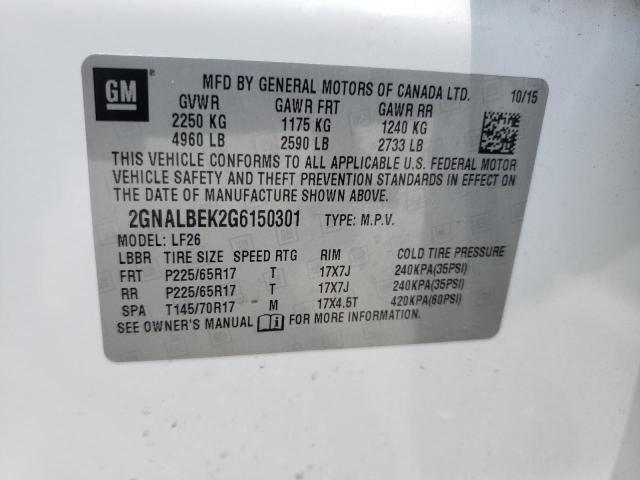 GM ® MFD BY GENERAL MOTORS OF CANADA LTD. 10/15
GVWR GAWR FRT GAWR RR
2250 KG 1175 KG 1240 KG
4960 LB 2590 LB 2733 LB
THIS VEHICLE CONFORMS TO ALL APPLICABLE U.S. FEDERAL MOTOR
VEHICLE SAFETY AND THEFT PREVENTION STANDARDS IN EFFECT ON
THE DATE OF MANUFACTURE SHOWN ABOVE.
2GNALBEK2G6150301 TYPE: M.P.V.
MODEL: LF26
LBBR TIRE SIZE SPEED RTG RIM COLD TIRE PRESSURE
FRT P225/65R17 T 17X7J 240KPA(35PSI)
RR P225/65R17 T 17X7J 240KPA(35PSI)
SPA T145/70R17 M 17X4.5T 420KPA(60PSI)
SEE OWNER'S MANUAL FOR MORE INFORMATION.